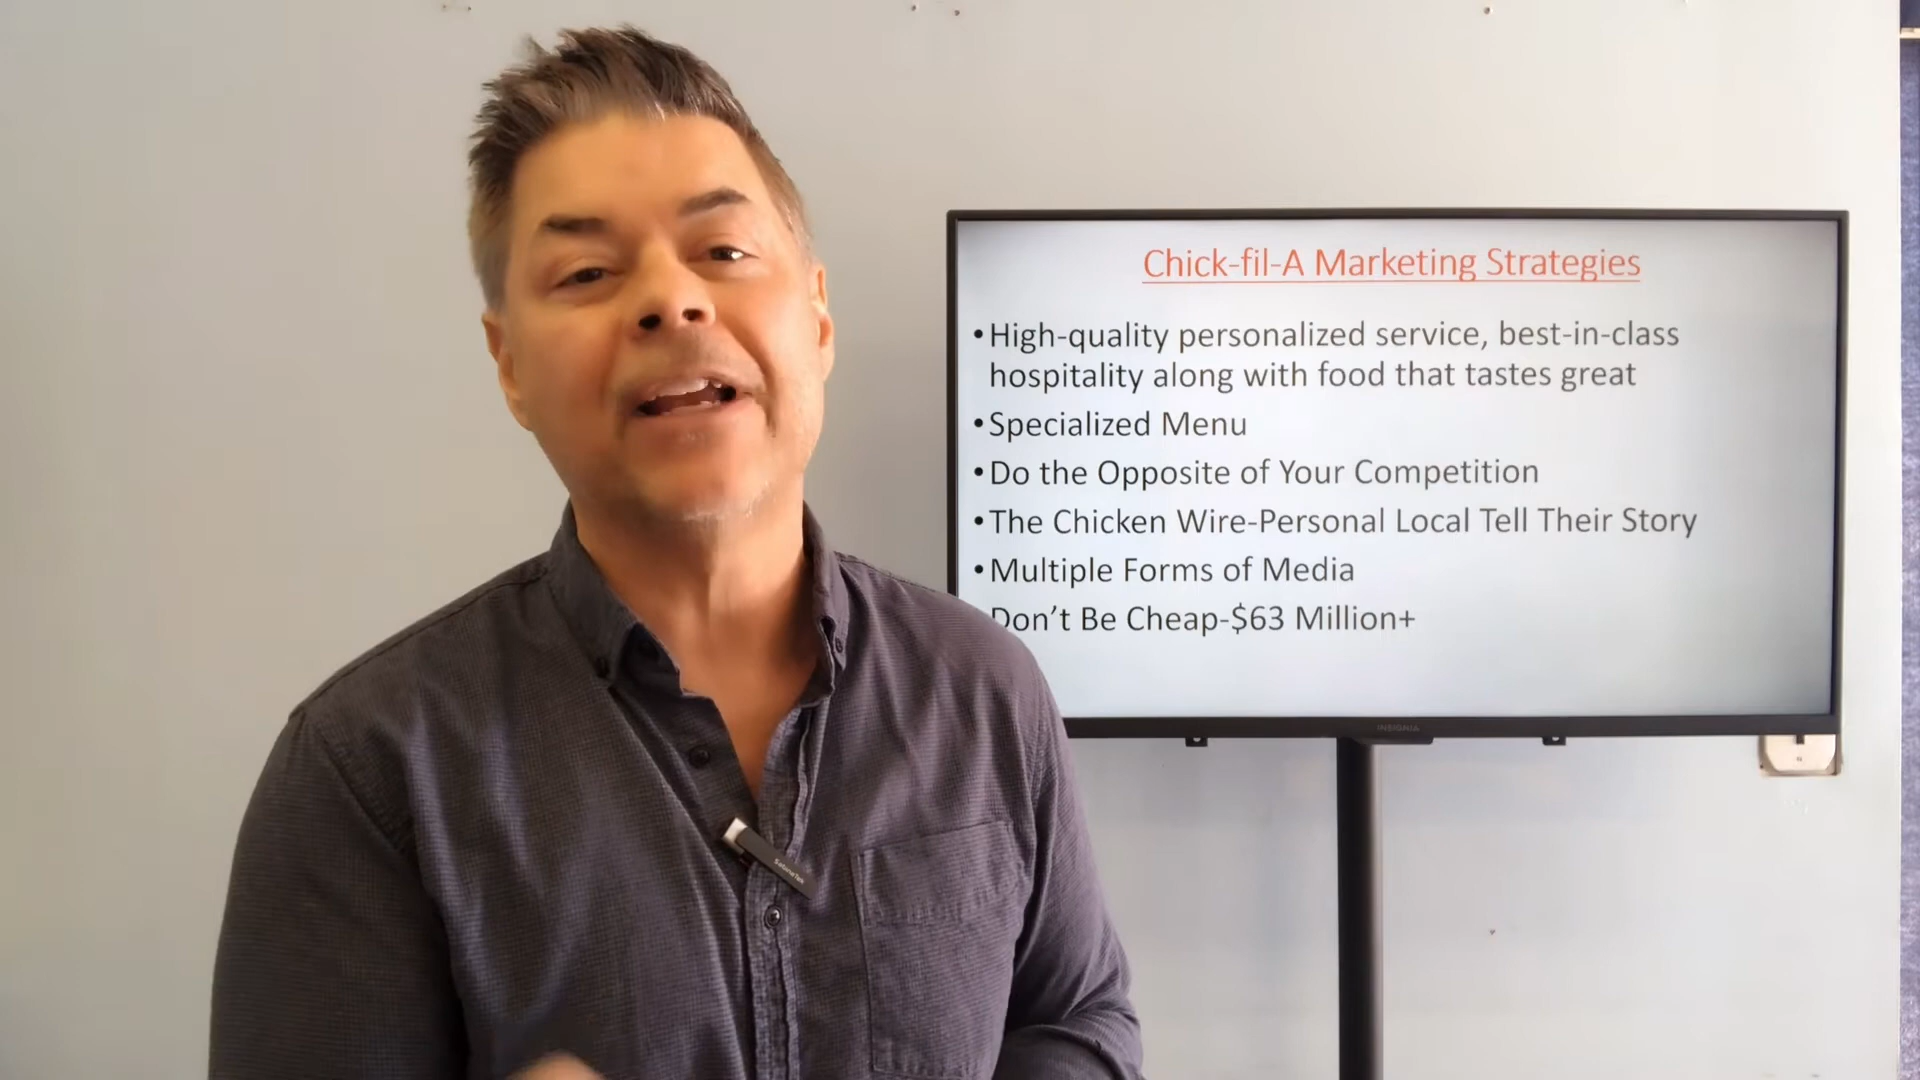 Chick-fil-A Marketing Strategies
•High-quality personalized service, best-in-class
hospitality along with food that tastes great
•Specialized Menu
•Do the Opposite of Your Competition
•The Chicken Wire-Personal Local Tell Their Story
•Multiple Forms of Media
Don’t Be Cheap-$63 Million+
INSIGNIA